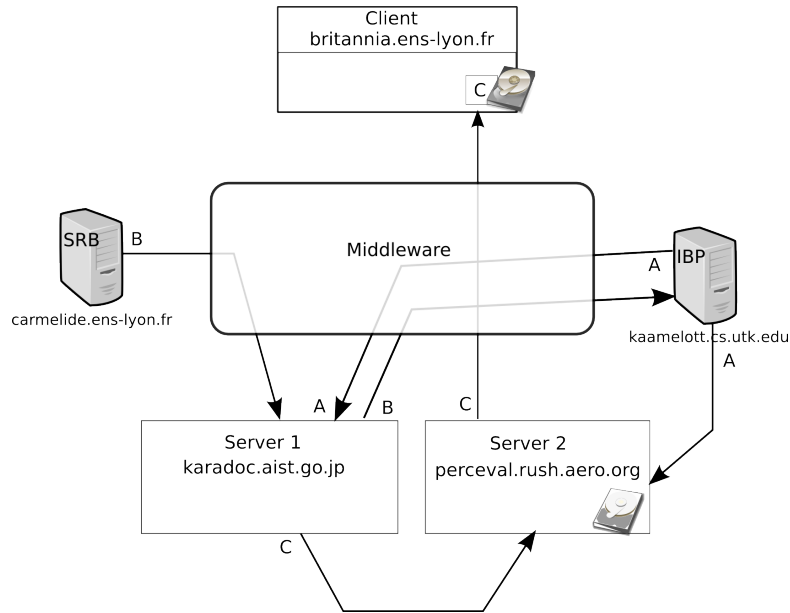 Client
britannia.ens-lyon.fr
C
SRB
B
Middleware
A
IBP
carmelide.ens-lyon.fr
kaamelott.cs.utk.edu
A
A
B
C
Server 1
karadoc.aist.go.jp
Server 2
perceval.rush.aero.org
C